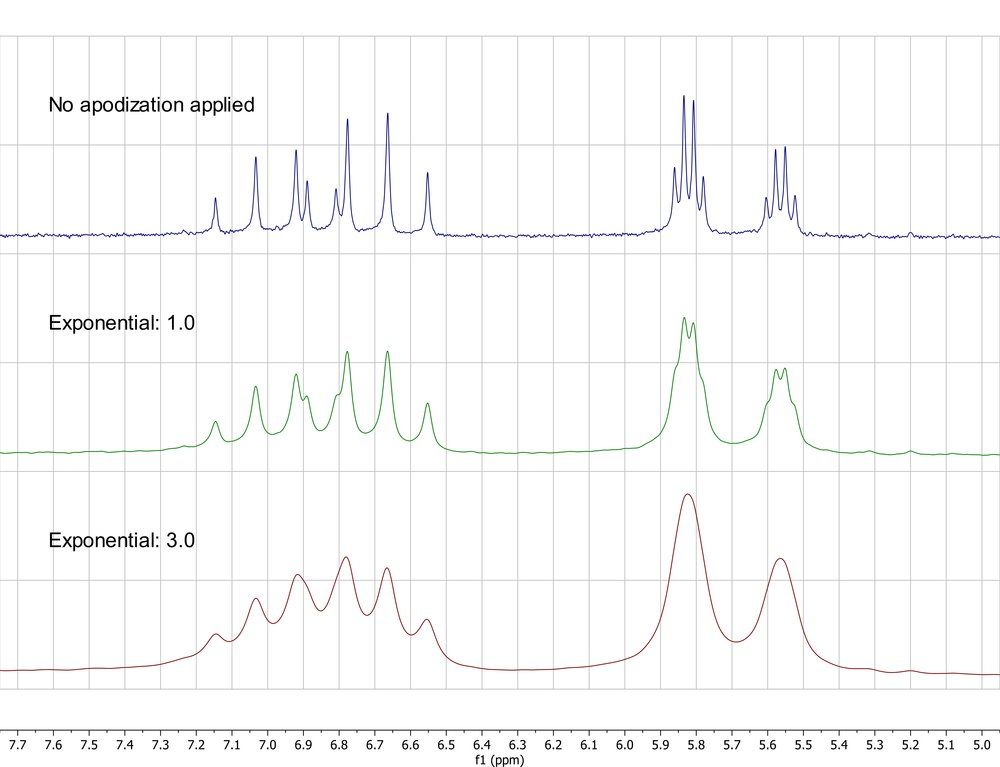 No apodization applied
Exponential: 1.0
Exponential: 3.0
7.7 7.5 7.4 7.3 7.2 7.1 7.0 6.9 6.8 6.7 6.6 6.5 6.4 6.3 6.2 6.1 6.0 5.9 5.8 5.7 5.6 5.5 5.4 5.3 5.2 5.1 5.0
f1 (ppm)